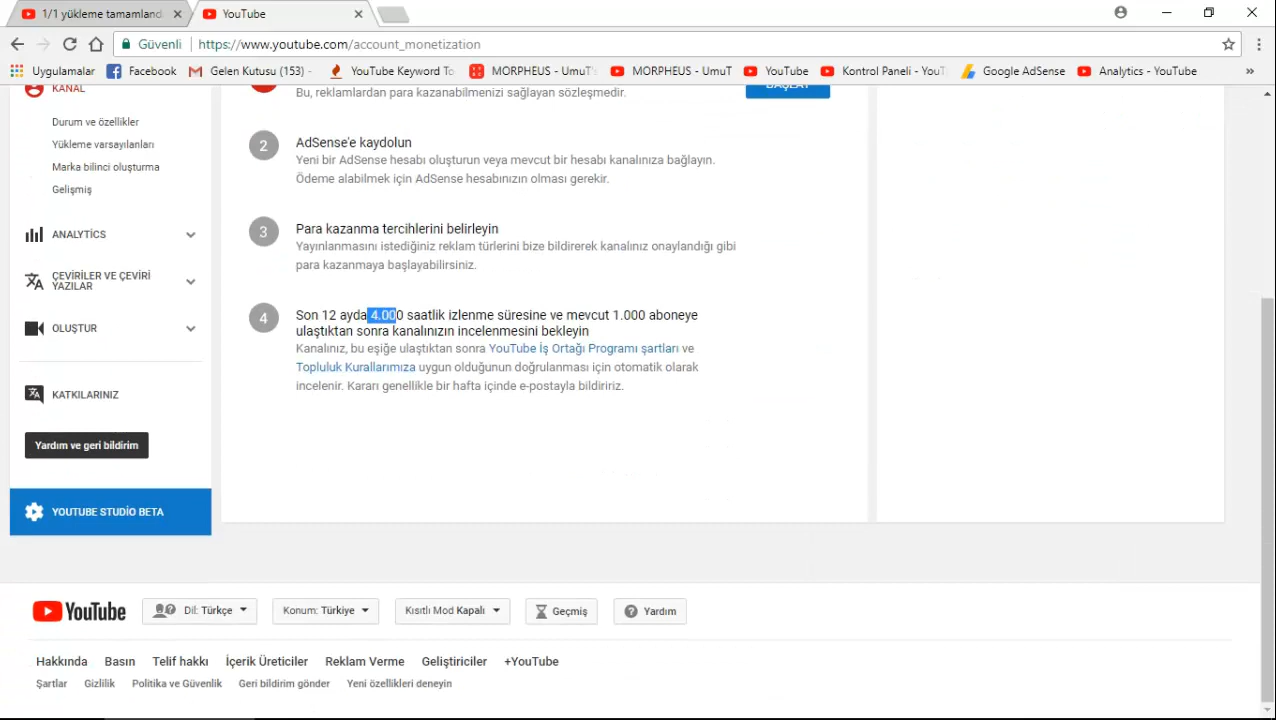 1/1 yükleme tamamland
YouTube
Güvenli
https://www.youtube.com/account_monetization
Uygulamalar
Facebook
Gelen Kutusu (153) -
YouTube Keyword To
MORPHEUS - UmuT's
MORPHEUS - UmuT
YouTube
Kontrol Paneli - YouT
Google AdSense
Analytics - YouTube
»
KANAL
Durum ve özellikler
Yükleme varsayılanları
Marka bilinci oluşturma
Gelişmiş
ANALYTİCS
ÇEVİRİLER VE ÇEVİRİ
YAZILAR
OLUŞTUR
KATKILARINIZ
Yardım ve geri bildirim
YOUTUBE STUDİO BETA
Bu, reklamlardan para kazanabilmenizi sağlayan sözleşmedir.
BAŞLAT
2
AdSense'e kaydolun
Yeni bir AdSense hesabı oluşturun veya mevcut bir hesabı kanalınıza bağlayın.
Ödeme alabilmek için AdSense hesabınızın olması gerekir.
3
Para kazanma tercihlerini belirleyin
Yayınlanmasını istediğiniz reklam türlerini bize bildirerek kanalınız onaylandığı gibi
para kazanmaya başlayabilirsiniz.
4
Son 12 ayda 4.000 saatlik izlenme süresine ve mevcut 1.000 aboneye
ulaştıktan sonra kanalınızın incelenmesini bekleyin
Kanalınız, bu eşiğe ulaştıktan sonra YouTube İş Ortağı Programı şartları ve
Topluluk Kurallarımıza uygun olduğunun doğrulanması için otomatik olarak
incelenir. Kararı genellikle bir hafta içinde e-postayla bildiririz.
YouTube
Dil: Türkçe
Konum: Türkiye
Kısıtlı Mod Kapalı
Geçmiş
Yardım
Hakkında
Basın
Telif hakkı
İçerik Üreticiler
Reklam Verme
Geliştiriciler
+YouTube
Şartlar
Gizlilik
Politika ve Güvenlik
Geri bildirim gönder
Yeni özellikleri deneyin